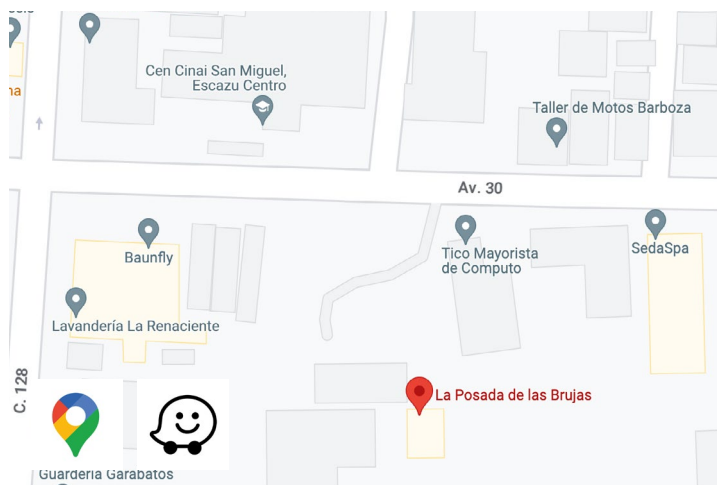 Cen Cinai San Miguel,
Escazu Centro
na
Taller de Motos Barboza
Av. 30
Baunfly
Tico Mayorista
de Computo
SedaSpa
Lavandería La Renaciente
C. 128
La Posada de las Brujas
Guardería Garabatos